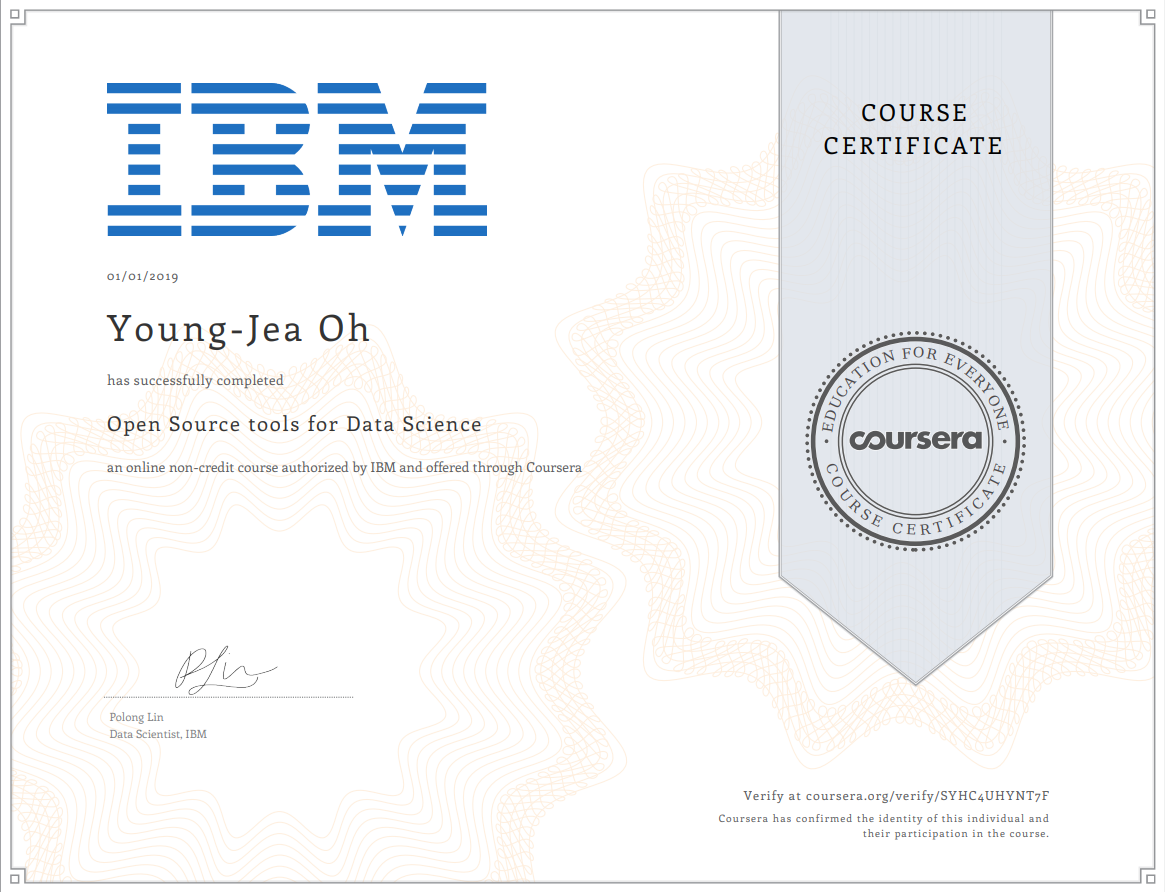 IBM
COURSE
CERTIFICATE
01/01/2019
Young-Jea Oh
has successfully completed
Open Source tools for Data Science
an online non-credit course authorized by IBM and offered through Coursera
EDUCATION FOR EVERYONE
coursera
COURSE CERTIFICATE
PLin
Polong Lin
Data Scientist, IBM
Verify at coursera.org/verify/SYHC4UHYNT7F
Coursera has confirmed the identity of this individual and
their participation in the course.